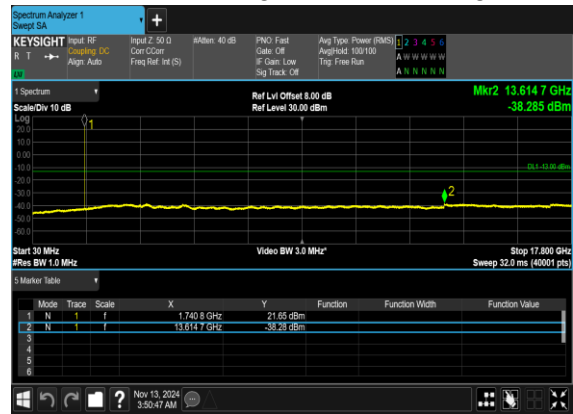 Spectrum Analyzer 1
Swept SA
+
KEYSIGHT Input: RF Input Z: 50 Ω #Atten: 40 dB PNO: Fast Avg Type: Power (RMS) 1 2 3 4 5 6
R T Coupling: DC Corr CCorr Gate: Off Avg|Hold: 100/100 A W W W W W
Align: Auto Freq Ref: Int (S) IF Gain: Low Trig: Free Run
LW Sig Track: Off A N N N N N
1 Spectrum Ref Lvl Offset 8.00 dB Mkr2 13.614 7 GHz
Scale/Div 10 dB Ref Level 30.00 dBm -38.285 dBm
Log
1
20.0
10.0
0.00
-10.0 DL1 -13.00 dBm
-20.0
-30.0 2
-40.0
-50.0
-60.0
Start 30 MHz Video BW 3.0 MHz* Stop 17.800 GHz
#Res BW 1.0 MHz Sweep 32.0 ms (40001 pts)
5 Marker Table
Mode Trace Scale X Y Function Function Width Function Value
1 N 1 f 1.740 8 GHz 21.65 dBm
2 N 1 f 13.614 7 GHz -38.28 dBm
3
4
5
6
? Nov 13, 2024
3:50:47 AM